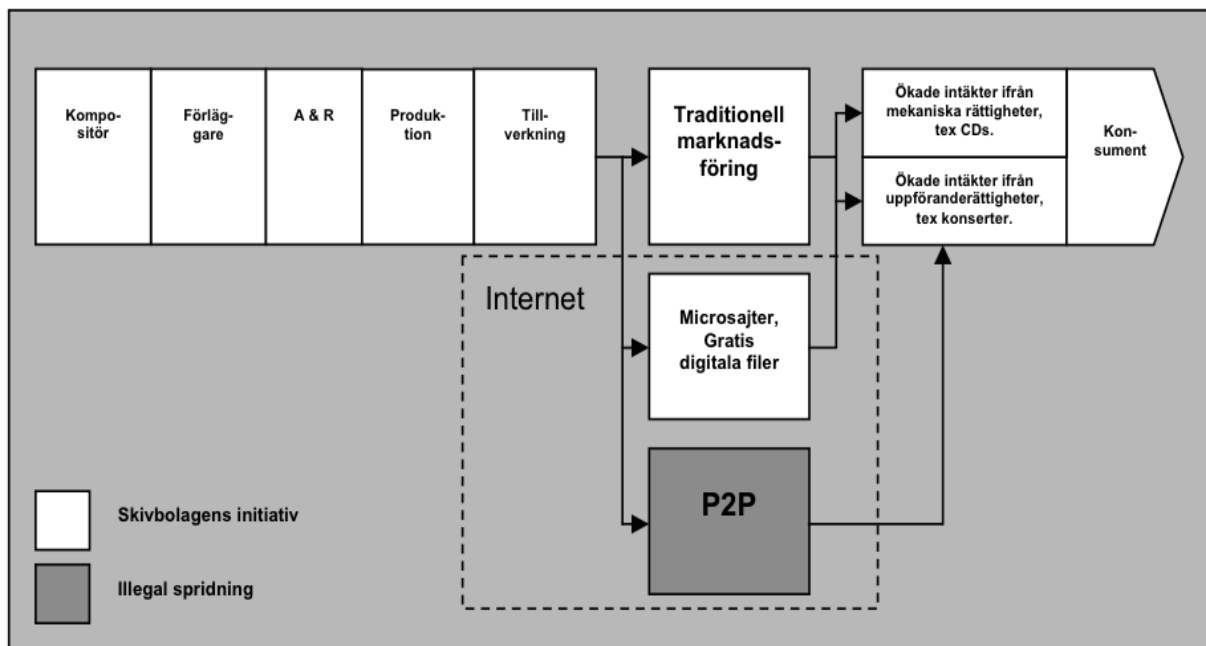 Kompo-
sitör
Förläg-
gare
A & R
Produk-
tion
Till-
verkning
Traditionell
marknads-
föring
Ökade intäkter ifrån
mekaniska rättigheter,
tex CDs.
Ökade intäkter ifrån
uppföranderättigheter,
tex konserter.
Kon-
sument
Internet
Microsajter,
Gratis
digitala filer
P2P
Skivbolagens initiativ
Illegal spridning